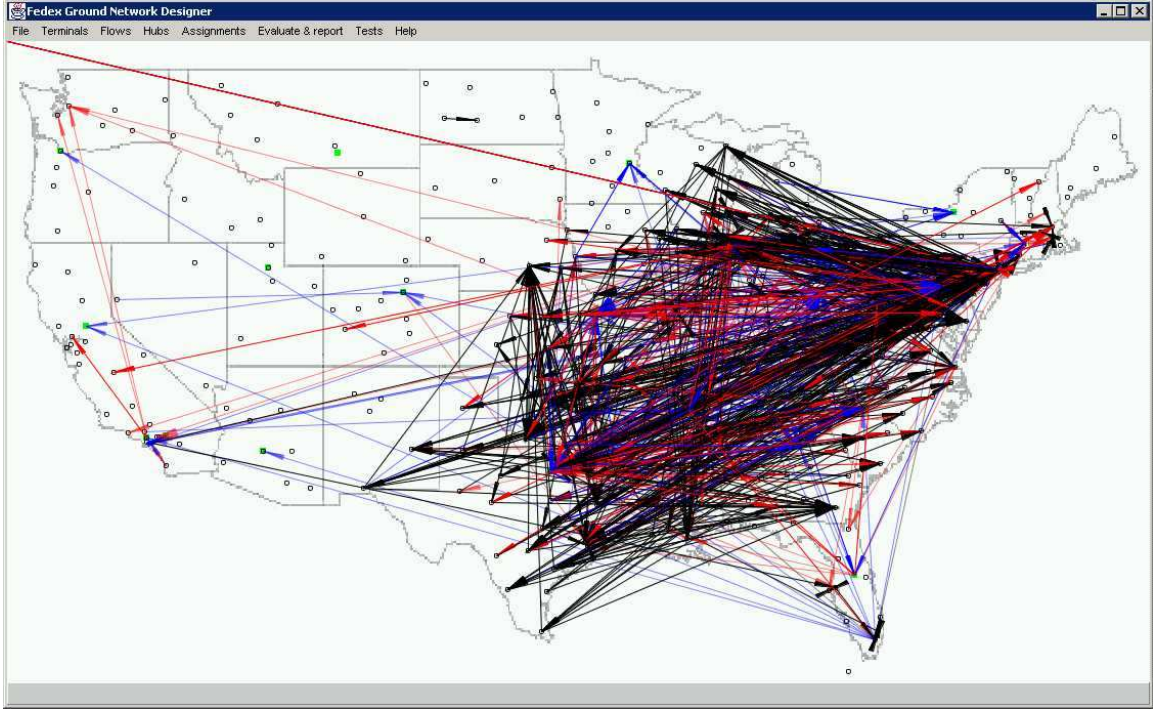 Fedex Ground Network Designer
File Terminals Flows Hubs Assignments Evaluate & report Tests Help